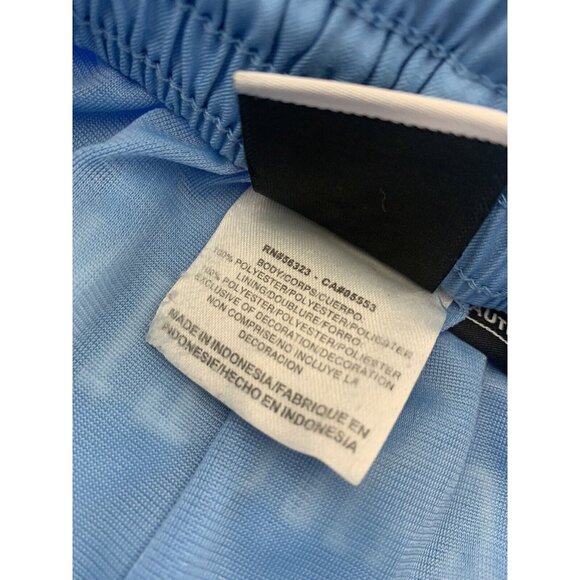 RN#56323 - CA#05553
BODY/CORPS/CUERPO:
100% POLYESTER/POLYESTER/POLIESTER
LINING/DOUBLURE/FORRO:
100% POLYESTER/POLYESTER/POLIESTER
EXCLUSIVE OF DECORATION/DECORATION
NON COMPRISE/NO INCLUYE LA
DECORACION
MADE IN INDONESIA/FABRIQUE EN
INDONESIE/HECHO EN INDONESIA
AUT